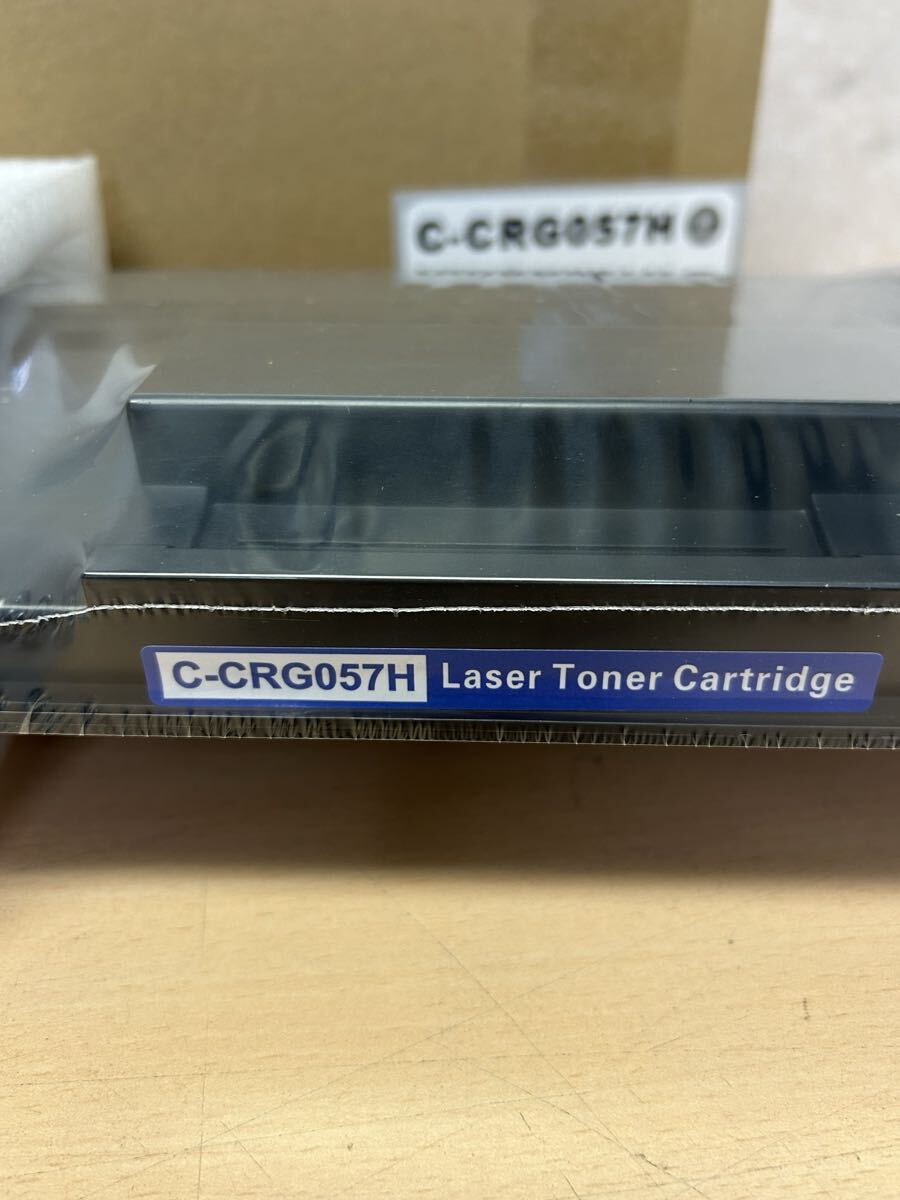 C-CRG057H
C-CRG057H Laser Toner Cartridge